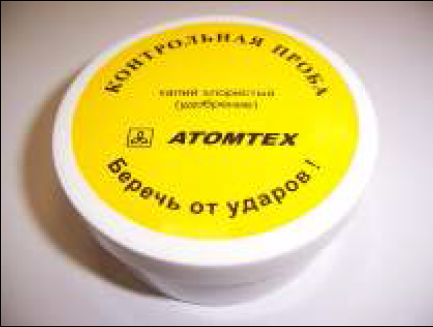 КОНТРОЛЬНАЯ ПРОБА
калий хлористый
(удобрение)
ATOMTEX
Беречь от ударов!